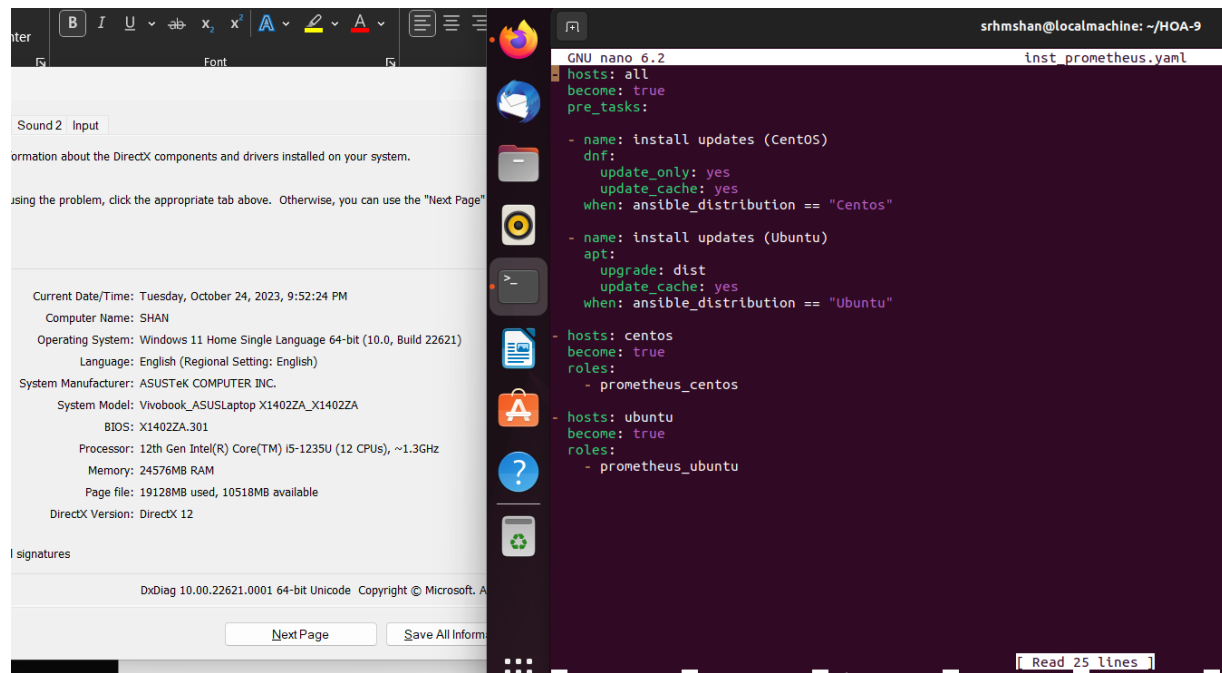 nter
B I U ab x2 x2 A A
Font
Sound 2 Input
ormation about the DirectX components and drivers installed on your system.
using the problem, click the appropriate tab above. Otherwise, you can use the "Next Page"
Current Date/Time: Tuesday, October 24, 2023, 9:52:24 PM
Computer Name: SHAN
Operating System: Windows 11 Home Single Language 64-bit (10.0, Build 22621)
Language: English (Regional Setting: English)
System Manufacturer: ASUSTeK COMPUTER INC.
System Model: Vivobook_ASUSLaptop X1402ZA_X1402ZA
BIOS: X1402ZA.301
Processor: 12th Gen Intel(R) Core(TM) i5-1235U (12 CPUs), ~1.3GHz
Memory: 24576MB RAM
Page file: 19128MB used, 10518MB available
DirectX Version: DirectX 12
l signatures
DxDiag 10.00.22621.0001 64-bit Unicode Copyright © Microsoft. A
Next Page Save All Inform
srhmshan@localmachine: ~/HOA-9
GNU nano 6.2 inst_prometheus.yaml
- hosts: all
become: true
pre_tasks:
- name: install updates (CentOS)
dnf:
update_only: yes
update_cache: yes
when: ansible_distribution == "Centos"
- name: install updates (Ubuntu)
apt:
upgrade: dist
update_cache: yes
when: ansible_distribution == "Ubuntu"
- hosts: centos
become: true
roles:
- prometheus_centos
- hosts: ubuntu
become: true
roles:
- prometheus_ubuntu
[ Read 25 lines ]